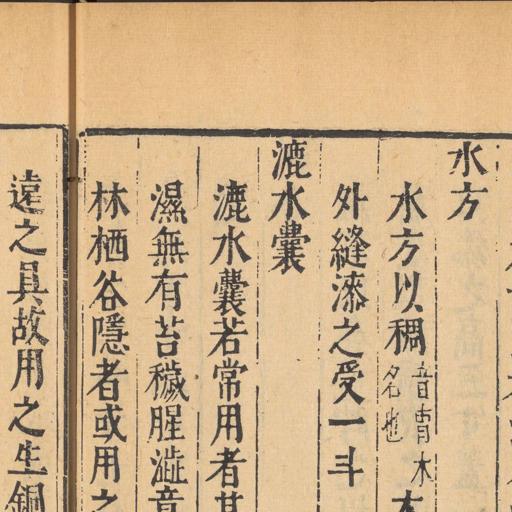 水方
水方以稠音胄木名也
外縫漆之受一斗
漉水囊
漉水囊若常用者其
濕無有苔穢腥澁意
林栖谷隱者或用之
遠之具故用之生銅